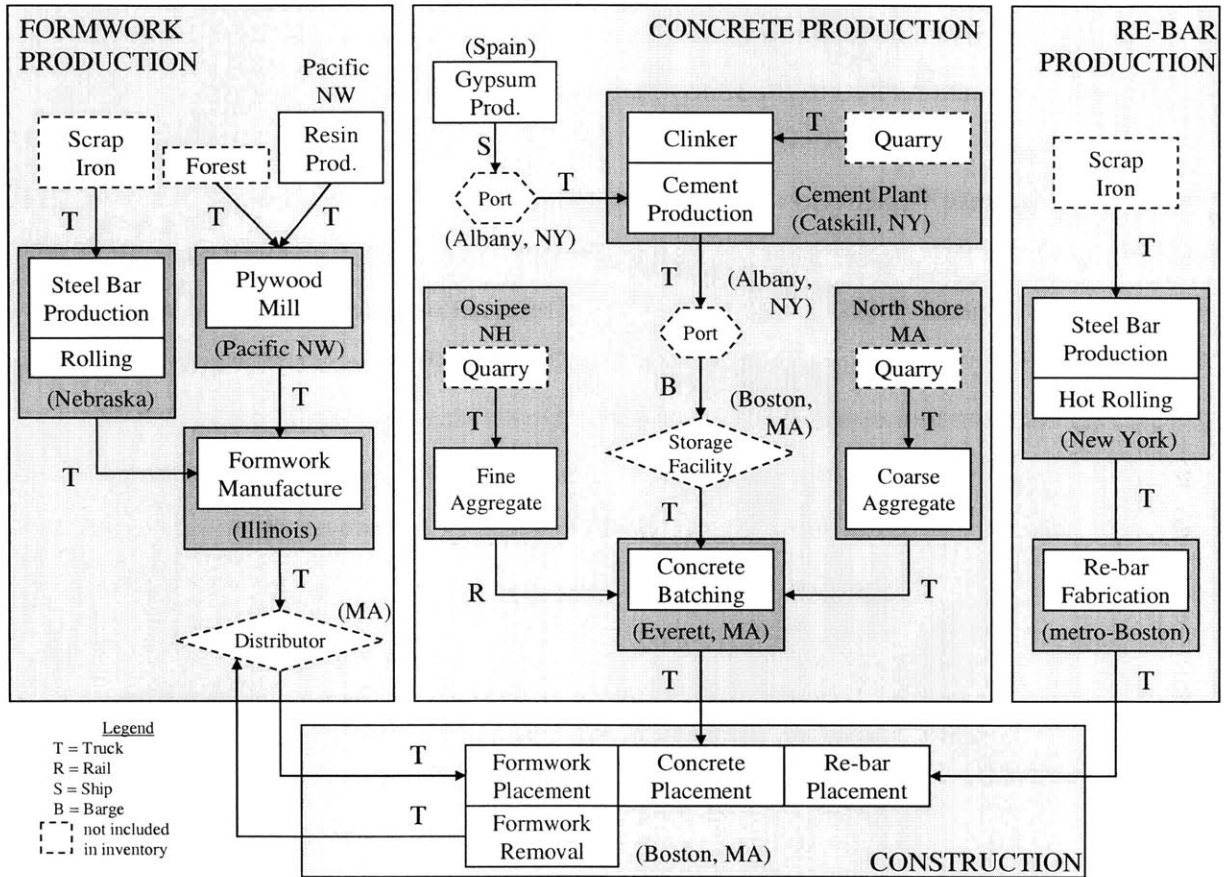 FORMWORK
PRODUCTION
Pacific
NW
Scrap
Iron
Forest
Resin
Prod.
T
T
T
Steel Bar
Production
Rolling
(Nebraska)
Plywood
Mill
(Pacific NW)
T
T
Formwork
Manufacture
(Illinois)
T
(MA)
Distributor
CONCRETE PRODUCTION
(Spain)
Gypsum
Prod.
S
Port
(Albany, NY)
T
Clinker
Cement
Production
T
Quarry
Cement Plant
(Catskill, NY)
T
(Albany,
NY)
Port
B
(Boston,
MA)
Storage
Facility
T
Ossipee
NH
Quarry
T
Fine
Aggregate
R
North Shore
MA
Quarry
T
Coarse
Aggregate
T
Concrete
Batching
(Everett, MA)
T
RE-BAR
PRODUCTION
Scrap
Iron
T
Steel Bar
Production
Hot Rolling
(New York)
T
Re-bar
Fabrication
(metro-Boston)
T
Legend
T = Truck
R = Rail
S = Ship
B = Barge
not included
in inventory
T
T
Formwork
Placement
Concrete
Placement
Re-bar
Placement
Formwork
Removal
(Boston, MA)
CONSTRUCTION